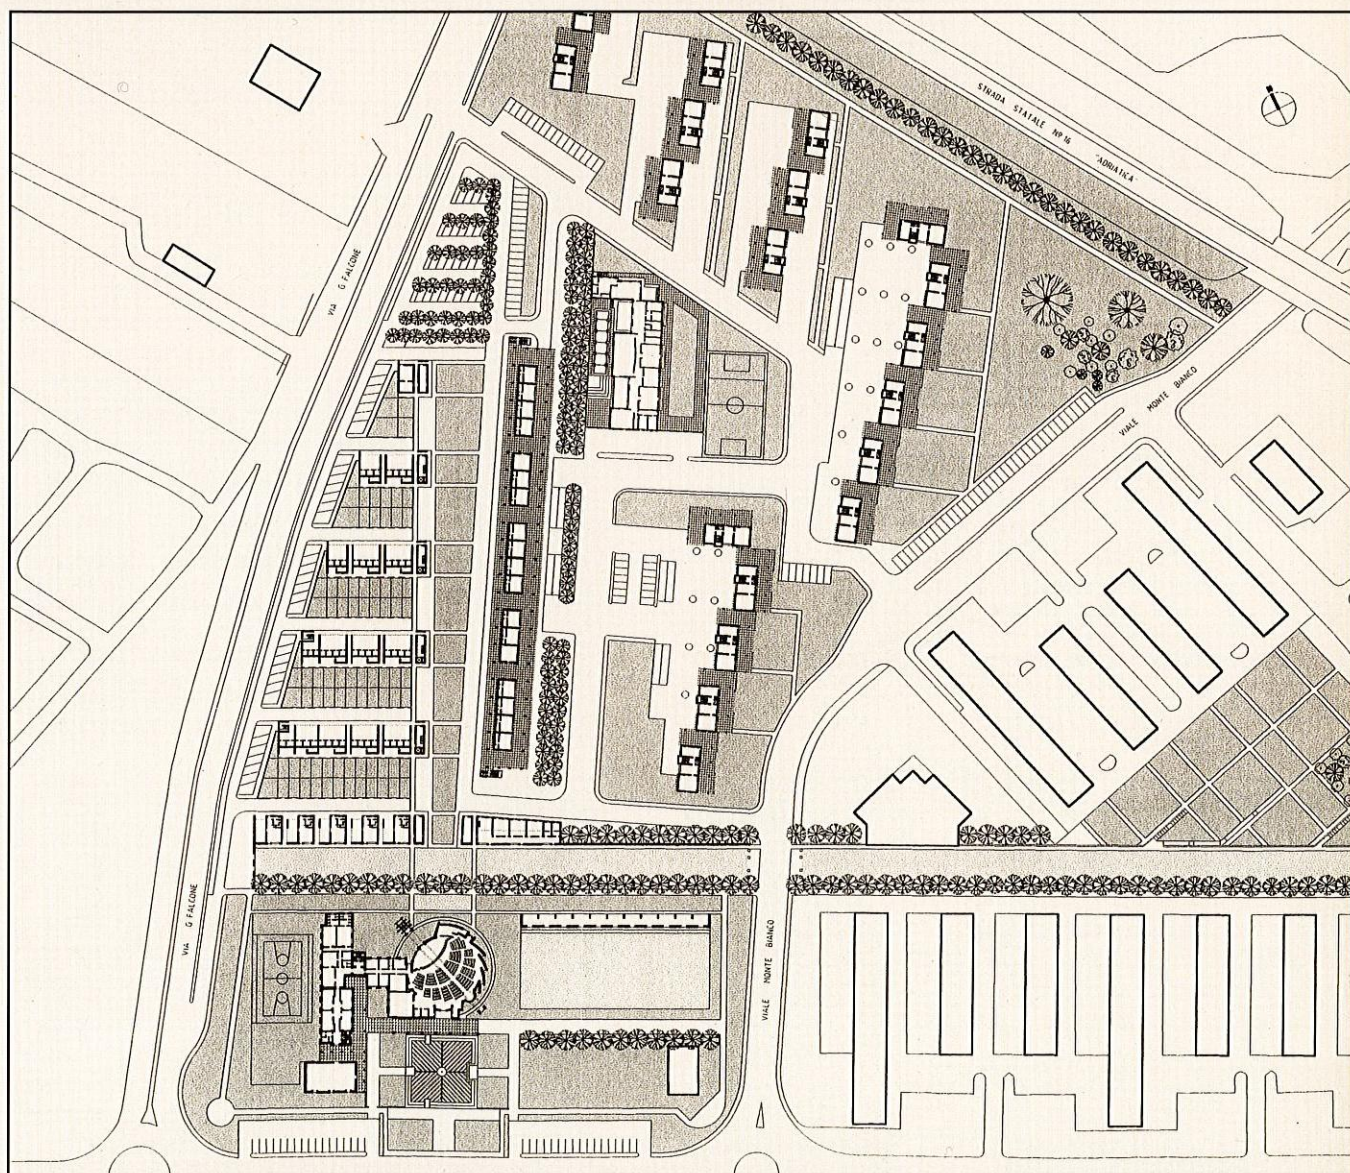 STRADA STATALE Nº 16 "ADRIATICA"
VIA G FALCONE
VIALE MONTE BIANCO
VIA G FALCONE
VIALE MONTE BIANCO